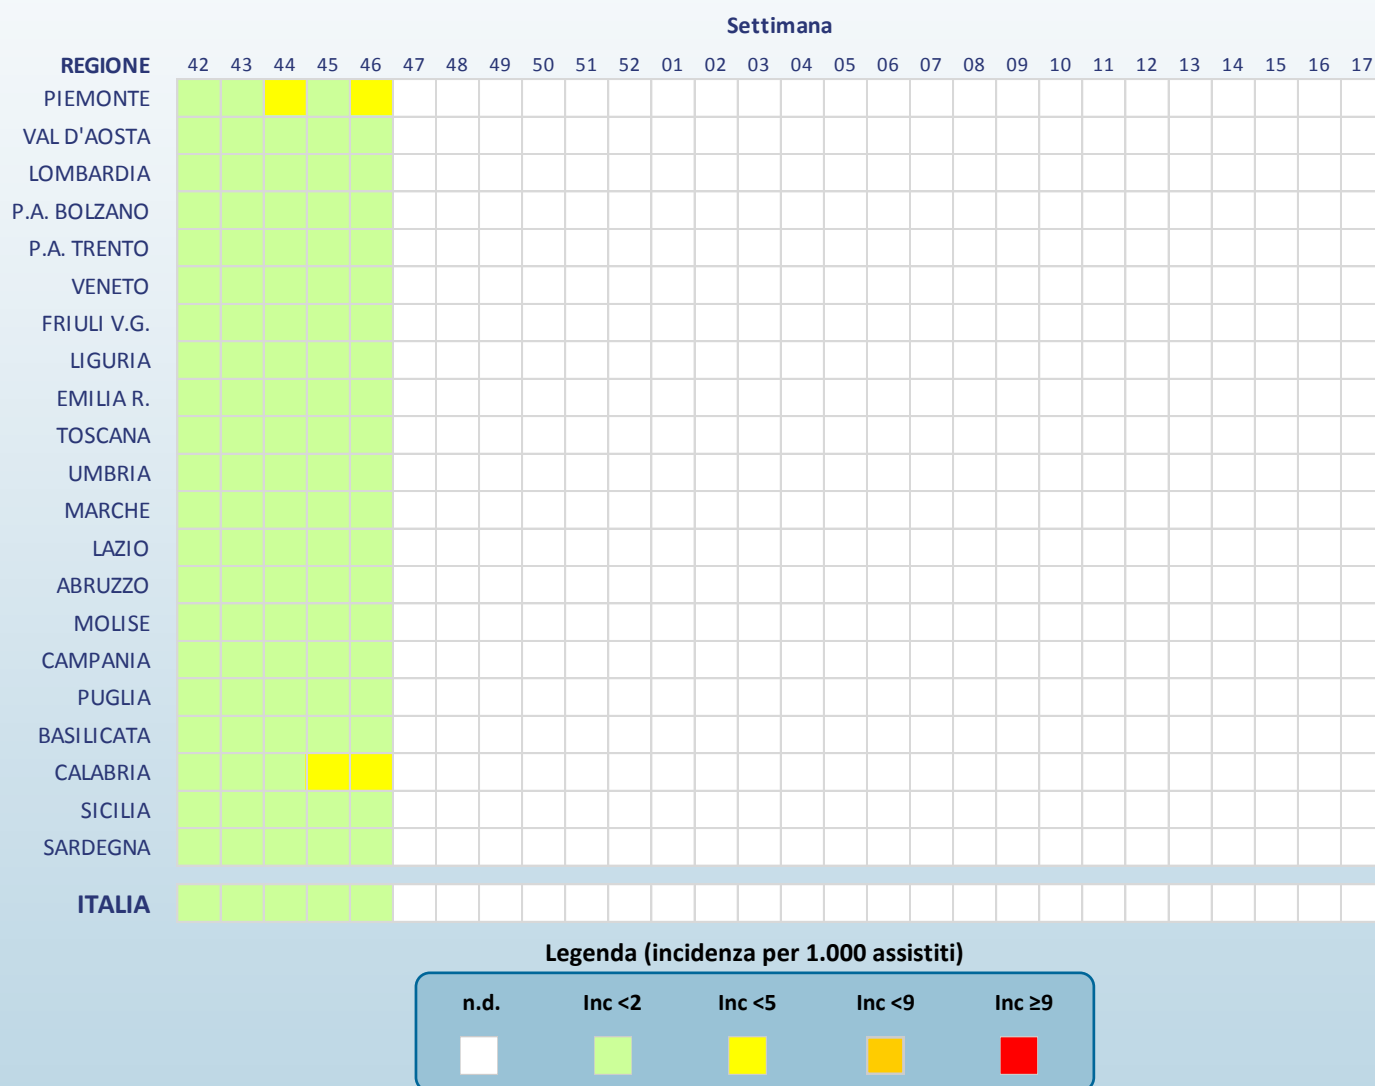 Settimana
REGIONE 42 43 44 45 46 47 48 49 50 51 52 01 02 03 04 05 06 07 08 09 10 11 12 13 14 15 16 17
PIEMONTE
VAL D'AOSTA
LOMBARDIA
P.A. BOLZANO
P.A. TRENTO
VENETO
FRIULI V.G.
LIGURIA
EMILIA R.
TOSCANA
UMBRIA
MARCHE
LAZIO
ABRUZZO
MOLISE
CAMPANIA
PUGLIA
BASILICATA
CALABRIA
SICILIA
SARDEGNA
ITALIA
Legenda (incidenza per 1.000 assistiti)
n.d. Inc <2 Inc <5 Inc <9 Inc ≥9